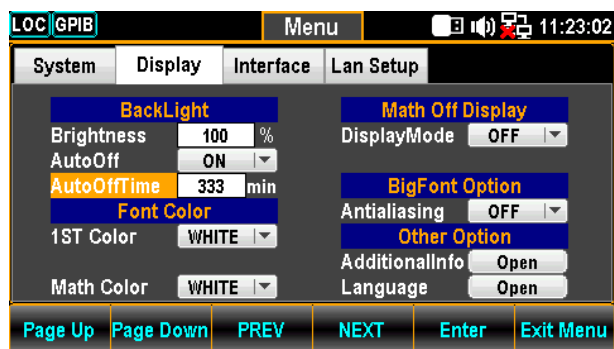 LOC GPIB Menu 11:23:02
System Display Interface Lan Setup
BackLight
Brightness 100 %
AutoOff ON
AutoOffTime 333 min
Font Color
1ST Color WHITE
Math Color WHITE
Math Off Display
DisplayMode OFF
BigFont Option
Antialiasing OFF
Other Option
AdditionalInfo Open
Language Open
Page Up Page Down PREV NEXT Enter Exit Menu